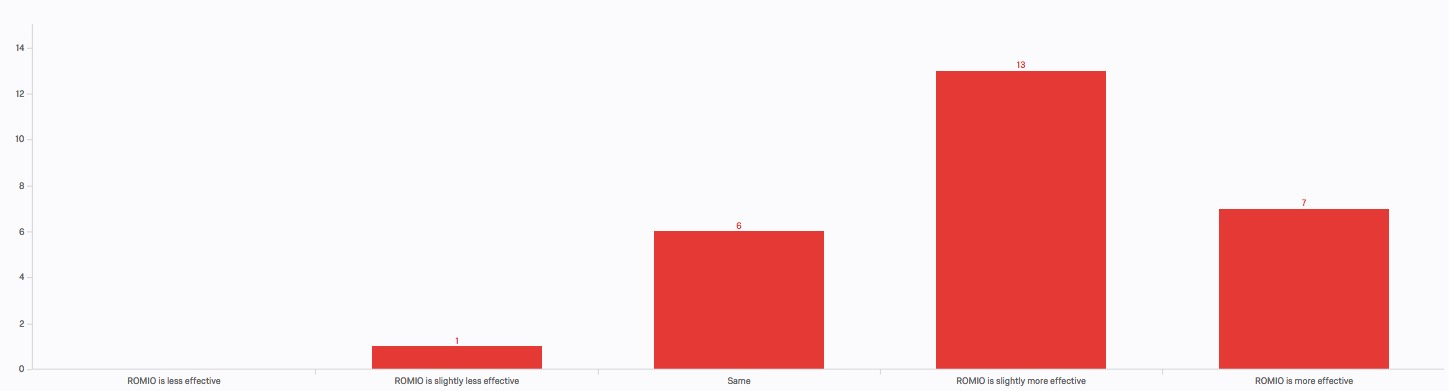 14
12
10
8
6
4
2
0
1
6
13
7
ROMIO is less effective
ROMIO is slightly less effective
Same
ROMIO is slightly more effective
ROMIO is more effective